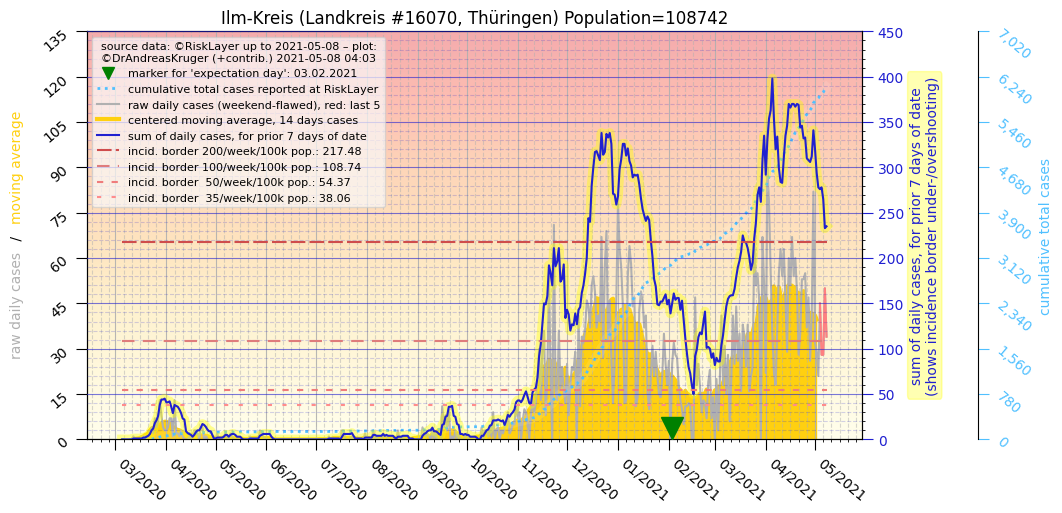 Ilm-Kreis (Landkreis #16070, Thüringen) Population=108742
source data: ©RiskLayer up to 2021-05-08 – plot:
©DrAndreasKruger (+contrib.) 2021-05-08 04:03
marker for 'expectation day': 03.02.2021
cumulative total cases reported at RiskLayer
raw daily cases (weekend-flawed), red: last 5
centered moving average, 14 days cases
sum of daily cases, for prior 7 days of date
incid. border 200/week/100k pop.: 217.48
incid. border 100/week/100k pop.: 108.74
incid. border  50/week/100k pop.: 54.37
incid. border  35/week/100k pop.: 38.06
raw daily cases  /  moving average
135
120
105
90
75
60
45
30
15
0
03/2020
04/2020
05/2020
06/2020
07/2020
08/2020
09/2020
10/2020
11/2020
12/2020
01/2021
02/2021
03/2021
04/2021
05/2021
450
400
350
300
250
200
150
100
50
0
sum of daily cases, for prior 7 days of date
(shows incidence border under-/overshooting)
7,020
6,240
5,460
4,680
3,900
3,120
2,340
1,560
780
0
cumulative total cases